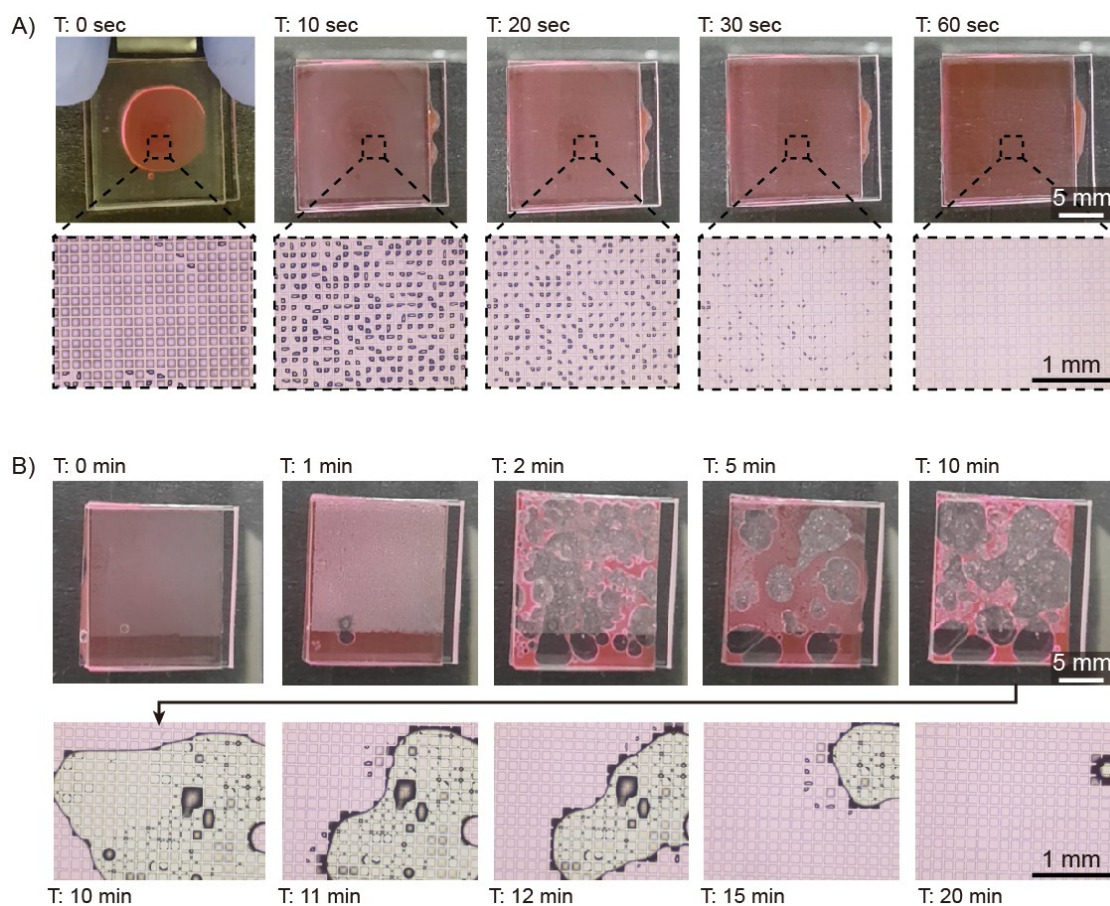 A) T: 0 sec T: 10 sec T: 20 sec T: 30 sec T: 60 sec
5 mm
1 mm
B) T: 0 min T: 1 min T: 2 min T: 5 min T: 10 min
5 mm
1 mm
T: 10 min T: 11 min T: 12 min T: 15 min T: 20 min